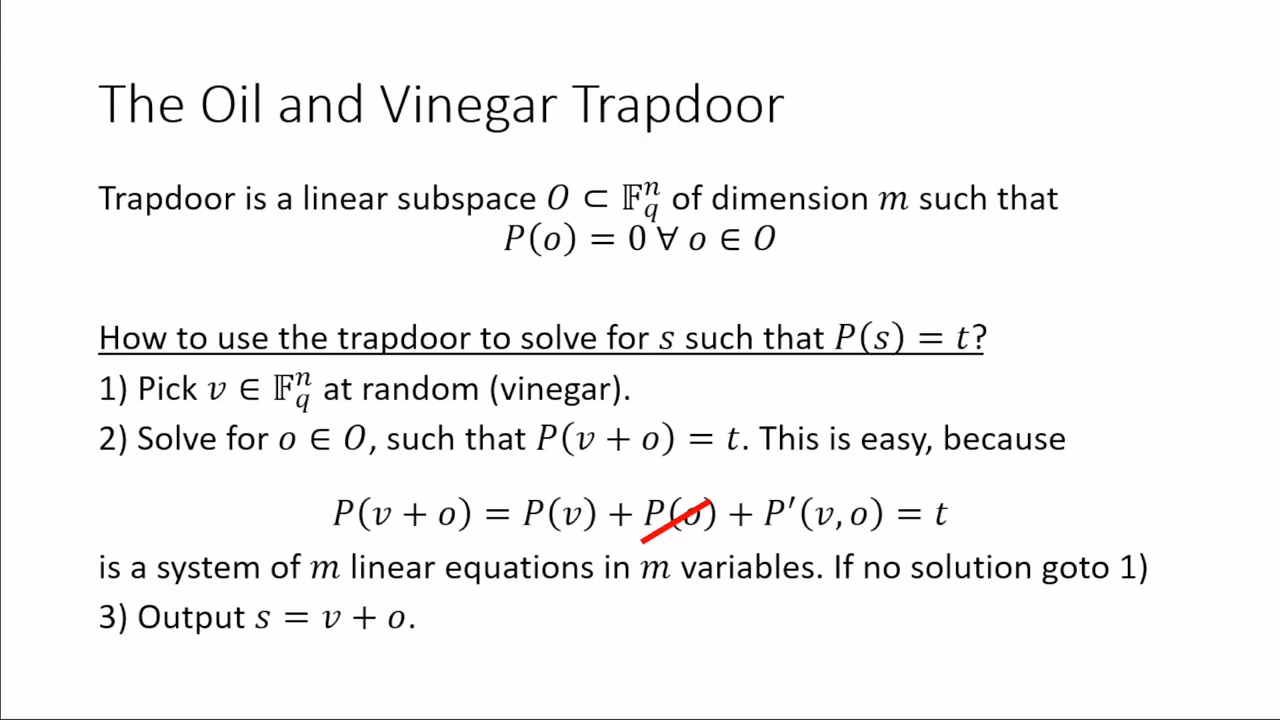 The Oil and Vinegar Trapdoor
Trapdoor is a linear subspace 𝑂 ⊂ 𝔽_q^n of dimension 𝑚 such that
𝑃(𝑜) = 0 ∀ 𝑜 ∈ 𝑂
How to use the trapdoor to solve for 𝑠 such that 𝑃(𝑠) = 𝑡?
1) Pick 𝑣 ∈ 𝔽_q^n at random (vinegar).
2) Solve for 𝑜 ∈ 𝑂, such that 𝑃(𝑣 + 𝑜) = 𝑡. This is easy, because
𝑃(𝑣 + 𝑜) = 𝑃(𝑣) + 𝑃(𝑜) + 𝑃′(𝑣, 𝑜) = 𝑡
is a system of 𝑚 linear equations in 𝑚 variables. If no solution goto 1)
3) Output 𝑠 = 𝑣 + 𝑜.